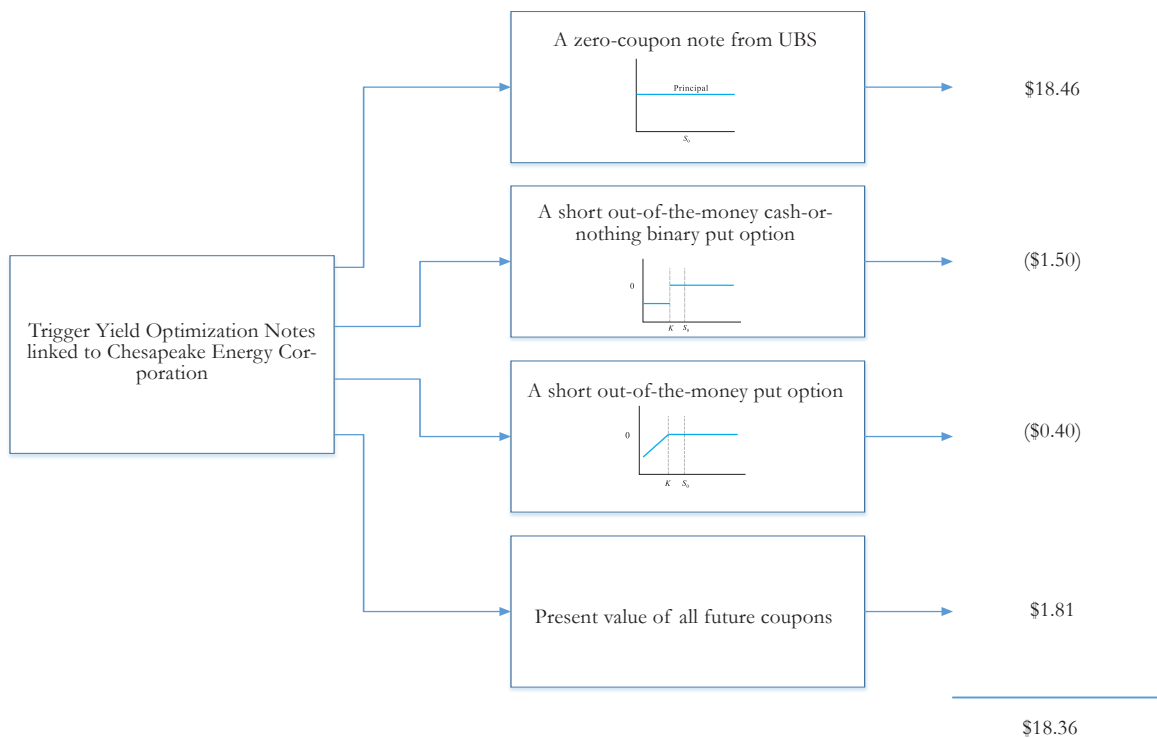 A zero-coupon note from UBS
Principal
S₀
$18.46
A short out-of-the-money cash-or-
nothing binary put option
0
K
S₀
($1.50)
Trigger Yield Optimization Notes
linked to Chesapeake Energy Cor-
poration
A short out-of-the-money put option
0
K
S₀
($0.40)
Present value of all future coupons
$1.81
$18.36